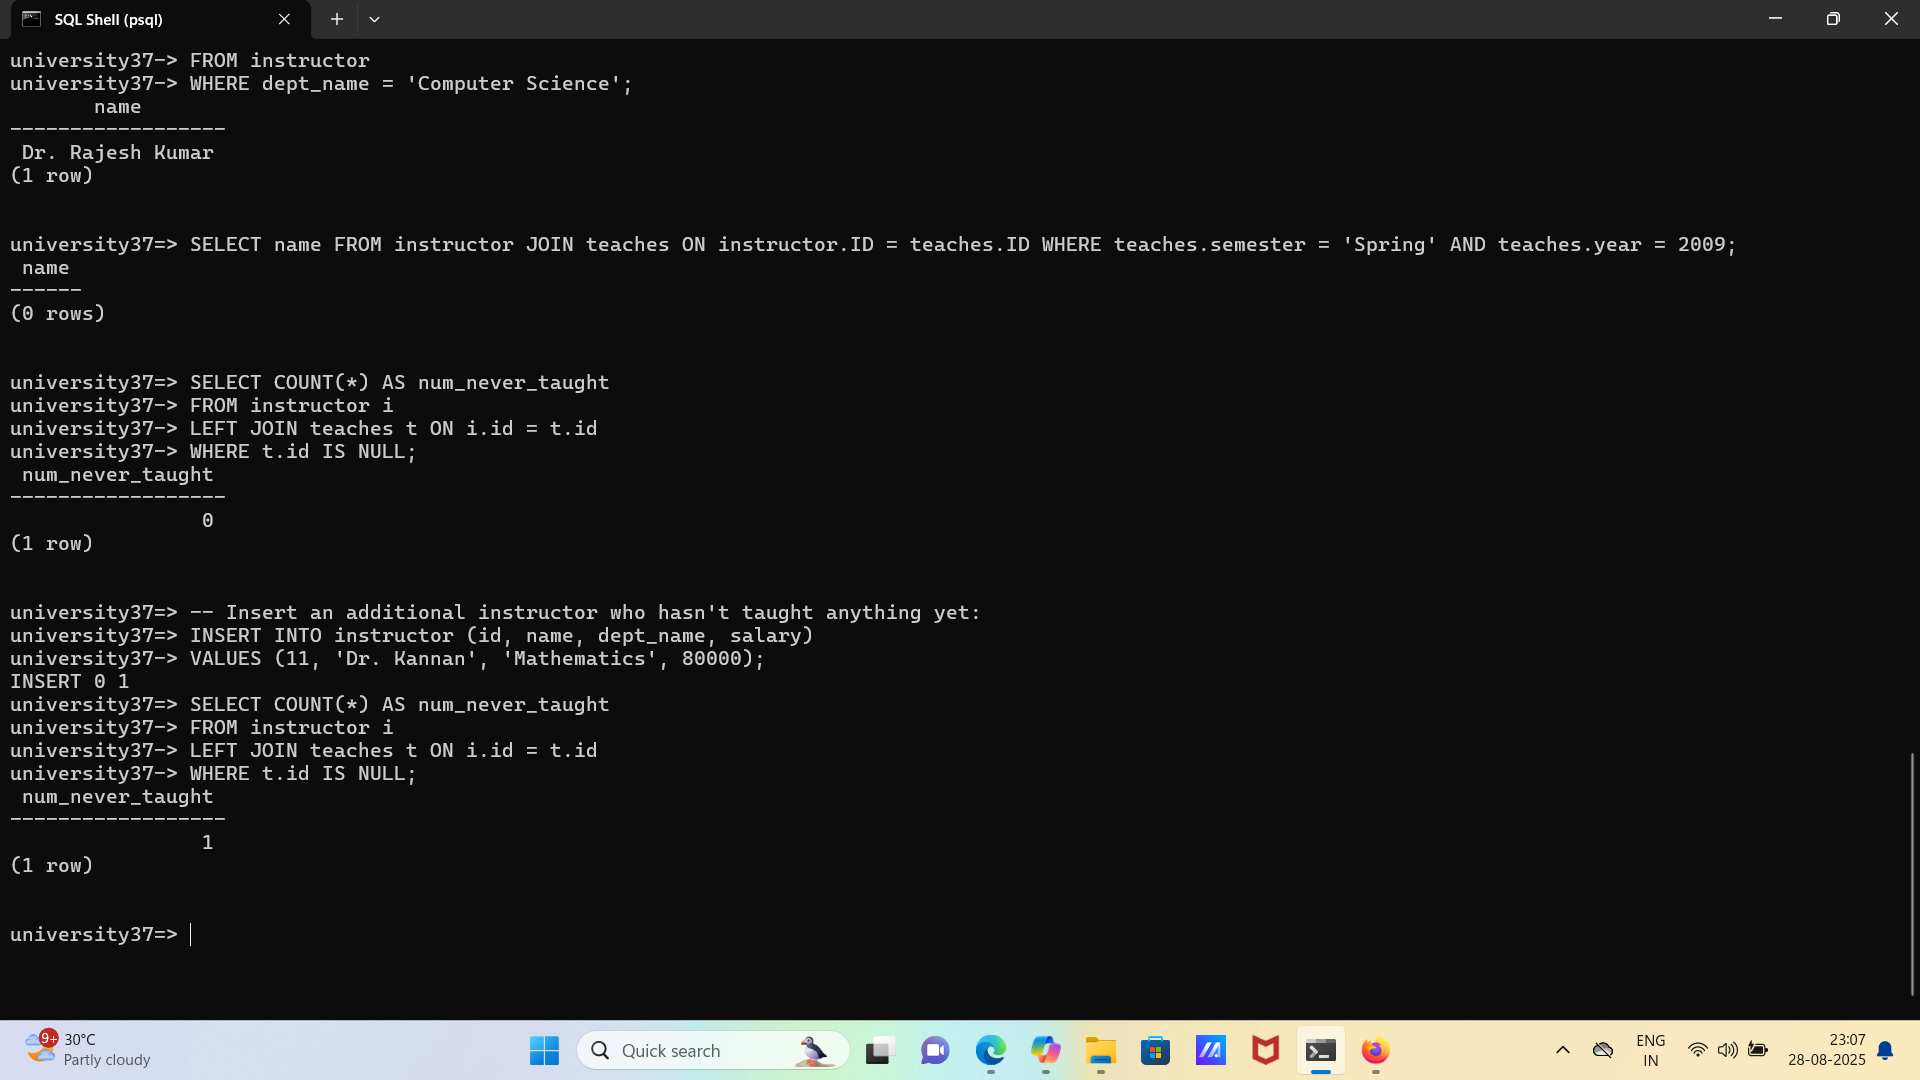 SQL Shell (psql)
university37-> FROM instructor
university37-> WHERE dept_name = 'Computer Science';
name
------------------
Dr. Rajesh Kumar
(1 row)
university37=> SELECT name FROM instructor JOIN teaches ON instructor.ID = teaches.ID WHERE teaches.semester = 'Spring' AND teaches.year = 2009;
name
------
(0 rows)
university37=> SELECT COUNT(*) AS num_never_taught
university37-> FROM instructor i
university37-> LEFT JOIN teaches t ON i.id = t.id
university37-> WHERE t.id IS NULL;
num_never_taught
------------------
0
(1 row)
university37=> -- Insert an additional instructor who hasn't taught anything yet:
university37=> INSERT INTO instructor (id, name, dept_name, salary)
university37-> VALUES (11, 'Dr. Kannan', 'Mathematics', 80000);
INSERT 0 1
university37=> SELECT COUNT(*) AS num_never_taught
university37-> FROM instructor i
university37-> LEFT JOIN teaches t ON i.id = t.id
university37-> WHERE t.id IS NULL;
num_never_taught
------------------
1
(1 row)
university37=>
9+ 30°C
Partly cloudy
Quick search
ENG
IN
23:07
28-08-2025